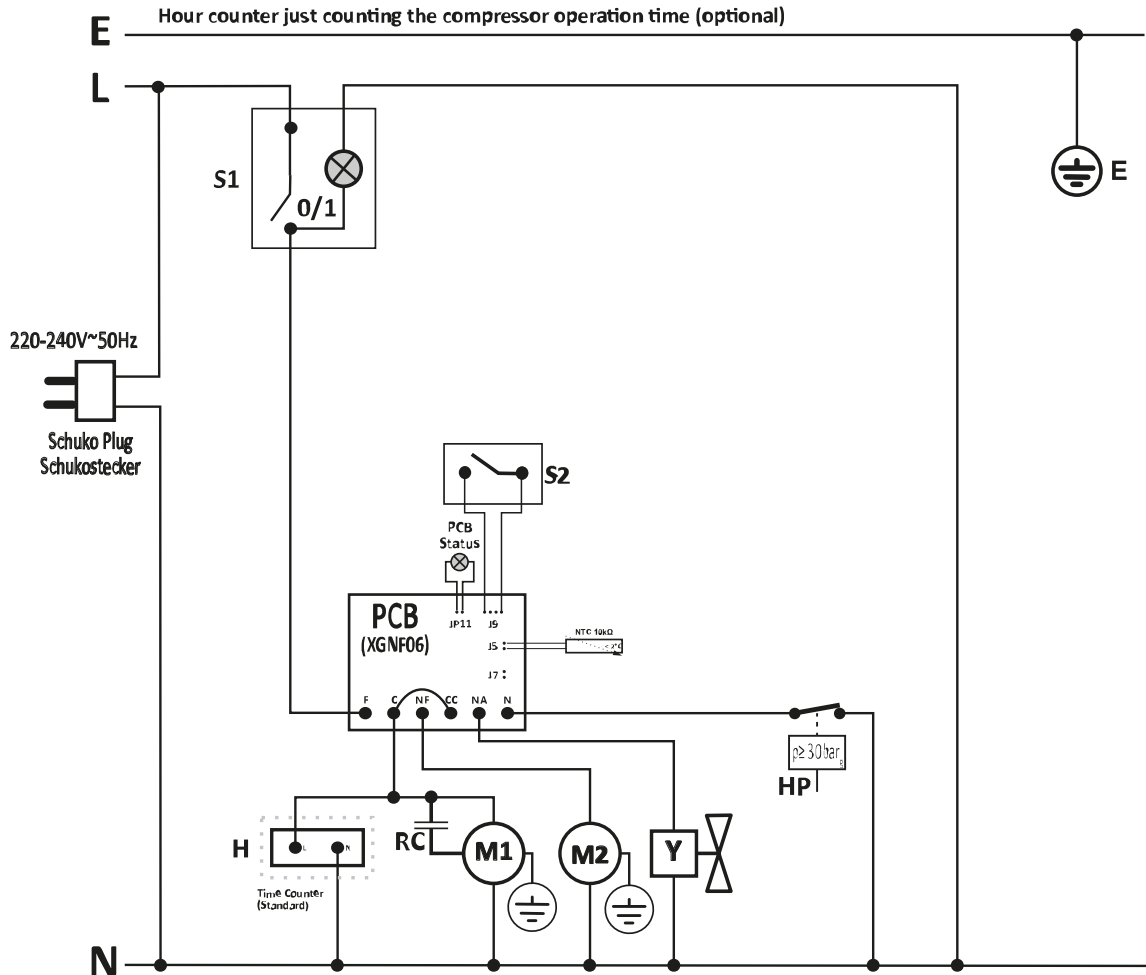 Hour counter just counting the compressor operation time (optional)
E
L
S1
0/1
E
220-240V~50Hz
Schuko Plug
Schukostecker
S2
PCB
Status
PCB
(XGNF06)
JP11
J9
J5
NTC 10kΩ
J7
F C NF CC NA N
p≥30bar
HP
RC
M1
M2
Y
H
L N
Time Counter
(Standard)
N